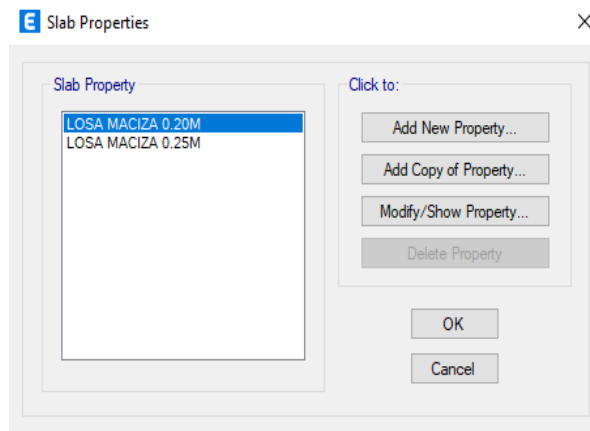 E Slab Properties
Slab Property
LOSA MACIZA 0.20M
LOSA MACIZA 0.25M
Click to:
Add New Property...
Add Copy of Property...
Modify/Show Property...
Delete Property
OK
Cancel